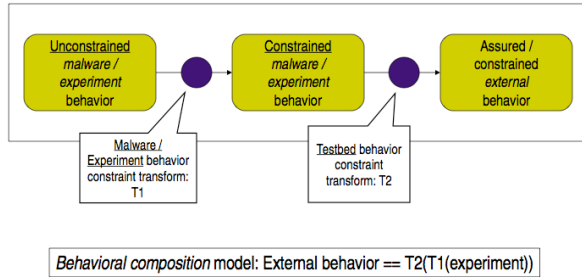 Unconstrained
malware /
experiment
behavior
Constrained
malware /
experiment
behavior
Assured /
constrained
external
behavior
Malware /
Experiment behavior
constraint transform:
T1
Testbed behavior
constraint
transform: T2
Behavioral composition model: External behavior == T2(T1(experiment))